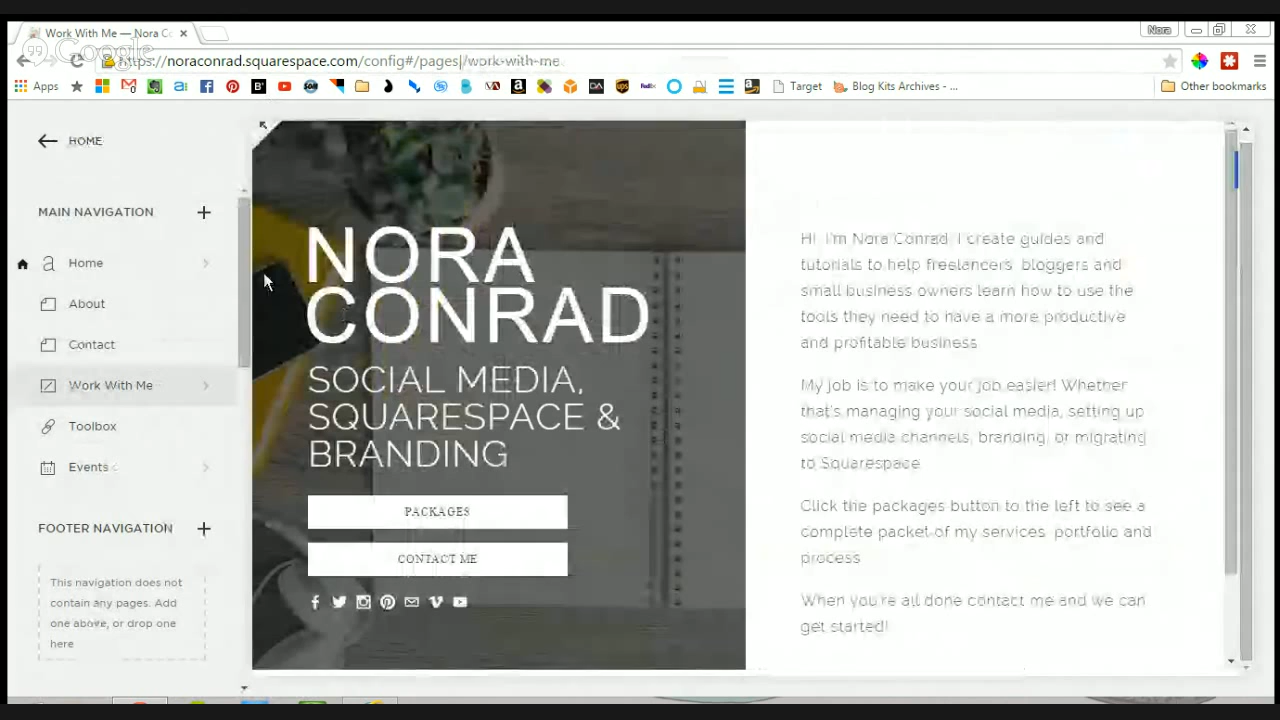 Work With Me — Nora Co
Nora
Google
https://noraconrad.squarespace.com/config#/pages|/work-with-me
Apps
Target
Blog Kits Archives - ...
Other bookmarks
HOME
MAIN NAVIGATION
Home
About
Contact
Work With Me
Toolbox
Events
FOOTER NAVIGATION
This navigation does not
contain any pages. Add
one above, or drop one
here
NORA
CONRAD
SOCIAL MEDIA,
SQUARESPACE &
BRANDING
PACKAGES
CONTACT ME
Hi, I'm Nora Conrad. I create guides and
tutorials to help freelancers, bloggers and
small business owners learn how to use the
tools they need to have a more productive
and profitable business
My job is to make your job easier! Whether
that's managing your social media, setting up
social media channels, branding, or migrating
to Squarespace
Click the packages button to the left to see a
complete packet of my services, portfolio and
process
When you're all done contact me and we can
get started!